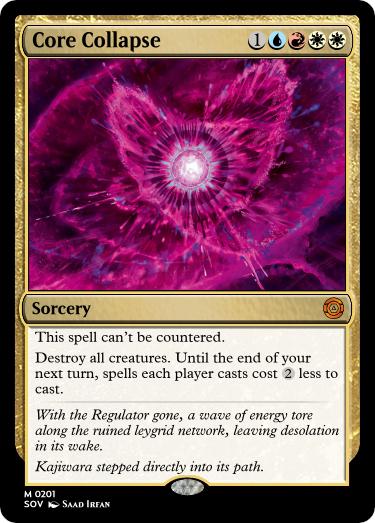 Core Collapse 1
Sorcery
This spell can't be countered.
Destroy all creatures. Until the end of your
next turn, spells each player casts cost 2 less to
cast.
With the Regulator gone, a wave of energy tore
along the ruined leygrid network, leaving desolation
in its wake.
Kajiwara stepped directly into its path.
M 0201
SOV Saad Irfan